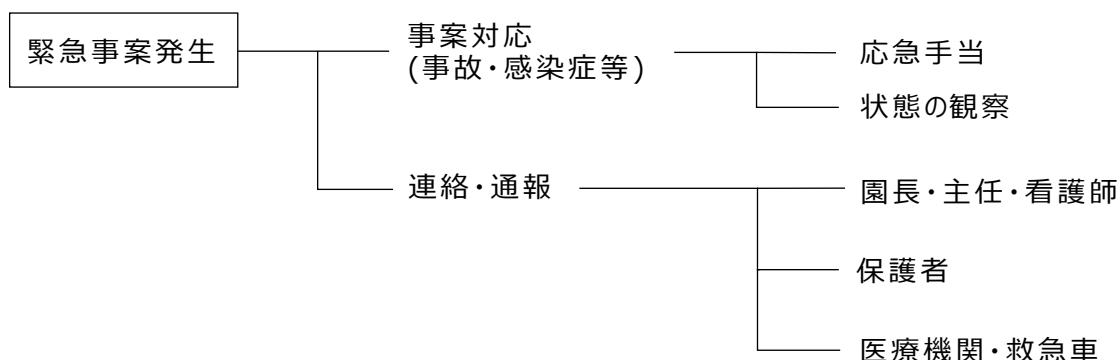 緊急事案発生
事案対応
(事故・感染症等)
応急手当
状態の観察
連絡・通報
園長・主任・看護師
保護者
医療機関・救急車